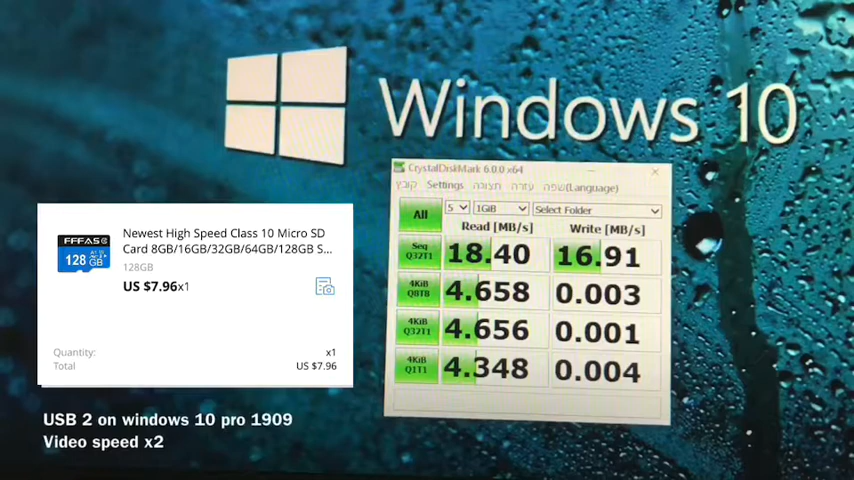 Windows 10
CrystalDiskMark 6.0.0 x64
קובץ Settings תצורה עזרה שפה(Language)
All
5
1GiB
Select Folder
Read [MB/s]
Write [MB/s]
Seq
Q32T1
18.40
16.91
4KiB
Q8T8
4.658
0.003
4KiB
Q32T1
4.656
0.001
4KiB
Q1T1
4.348
0.004
FFFAS
128 GB
A1
Newest High Speed Class 10 Micro SD
Card 8GB/16GB/32GB/64GB/128GB S...
128GB
US $7.96x1
Quantity:
x1
Total
US $7.96
USB 2 on windows 10 pro 1909
Video speed x2